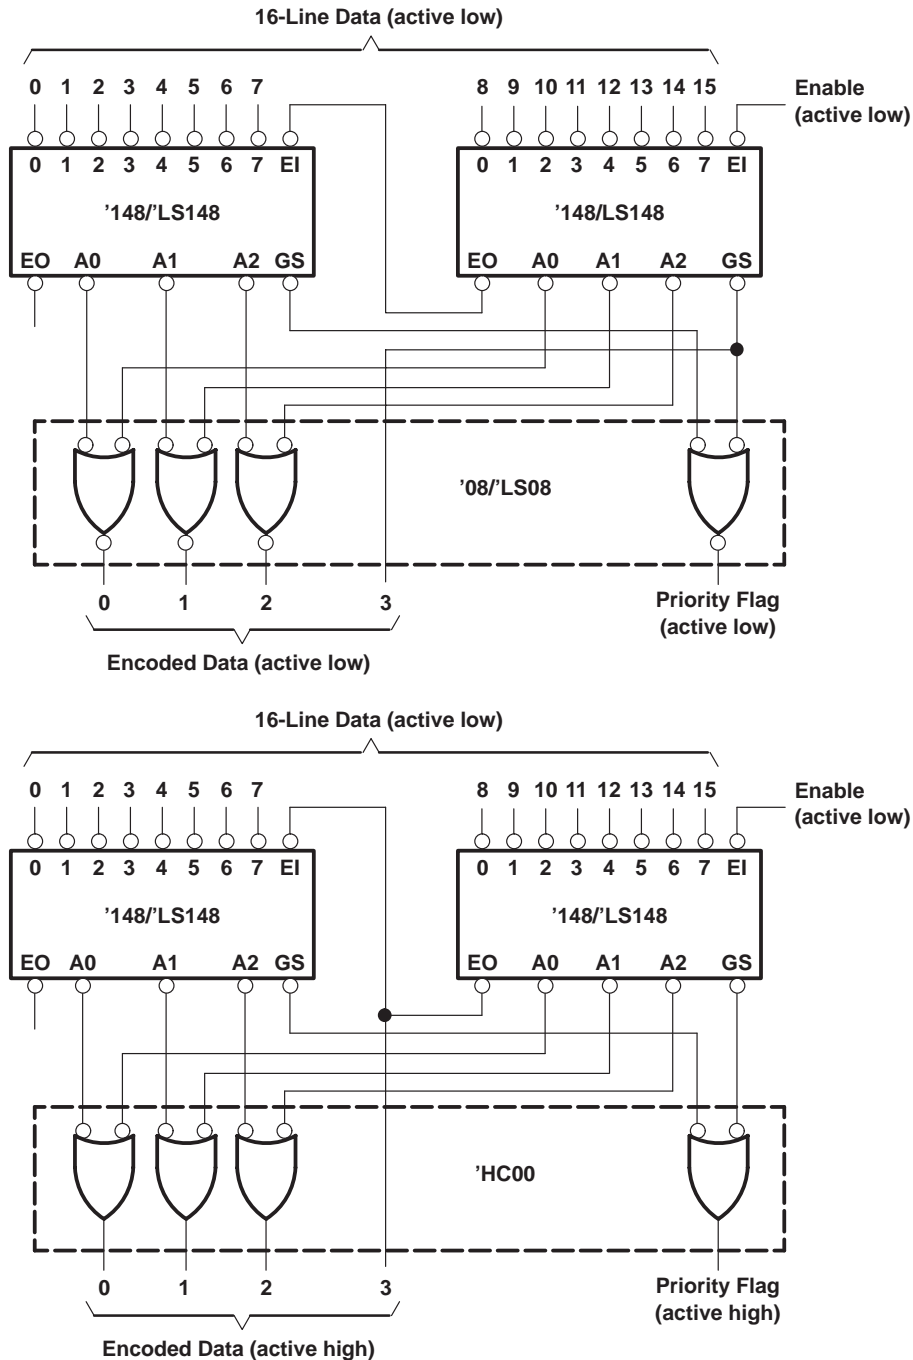 16-Line Data (active low)
0 1 2 3 4 5 6 7 8 9 10 11 12 13 14 15 Enable
(active low)
0 1 2 3 4 5 6 7 EI 0 1 2 3 4 5 6 7 EI
’148/’LS148 ’148/LS148
EO A0 A1 A2 GS EO A0 A1 A2 GS
’08/’LS08
0 1 2 3 Priority Flag
(active low)
Encoded Data (active low)
16-Line Data (active low)
0 1 2 3 4 5 6 7 8 9 10 11 12 13 14 15 Enable
(active low)
0 1 2 3 4 5 6 7 EI 0 1 2 3 4 5 6 7 EI
’148/’LS148 ’148/’LS148
EO A0 A1 A2 GS EO A0 A1 A2 GS
’HC00
0 1 2 3 Priority Flag
(active high)
Encoded Data (active high)